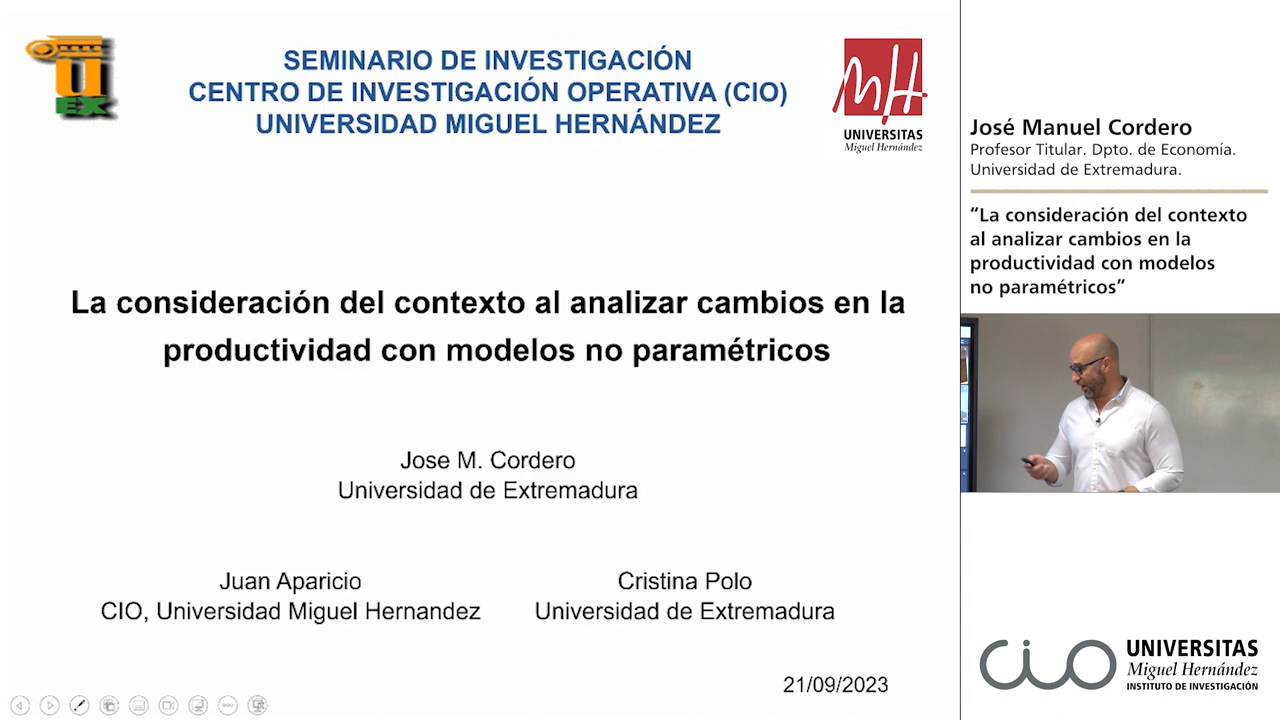 U
EX
SEMINARIO DE INVESTIGACIÓN
CENTRO DE INVESTIGACIÓN OPERATIVA (CIO)
UNIVERSIDAD MIGUEL HERNÁNDEZ
MH
UNIVERSITAS
Miguel Hernández
La consideración del contexto al analizar cambios en la
productividad con modelos no paramétricos
Jose M. Cordero
Universidad de Extremadura
Juan Aparicio
CIO, Universidad Miguel Hernandez
Cristina Polo
Universidad de Extremadura
21/09/2023
José Manuel Cordero
Profesor Titular. Dpto. de Economía.
Universidad de Extremadura.
“La consideración del contexto
al analizar cambios en la
productividad con modelos
no paramétricos”
CIO
UNIVERSITAS
Miguel Hernández
INSTITUTO DE INVESTIGACIÓN